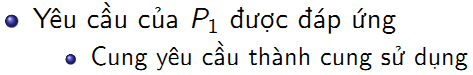 Yêu cầu của P₁ được đáp ứng
Cung yêu cầu thành cung sử dụng